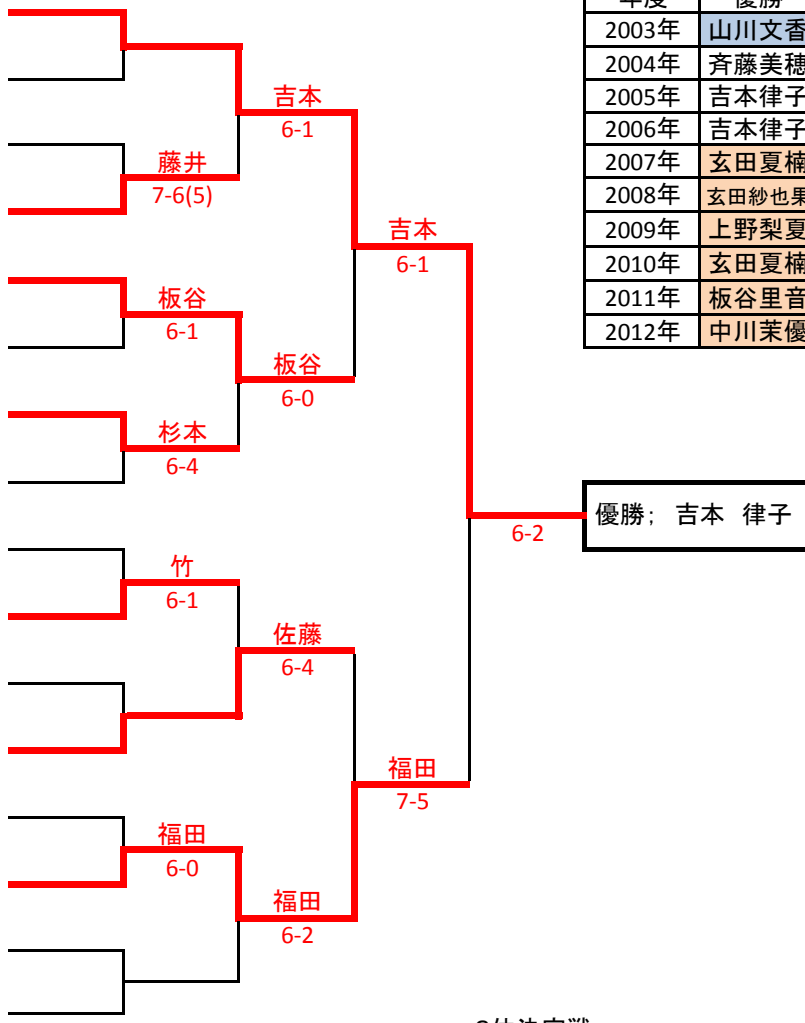 年度 優勝
2003年 山川文香
2004年 斉藤美穂
2005年 吉本律子
2006年 吉本律子
2007年 玄田夏楠
2008年 玄田紗也果
2009年 上野梨夏
2010年 玄田夏楠
2011年 板谷里音
2012年 中川茉優
吉本
6-1
藤井
7-6(5)
吉本
6-1
板谷
6-1
板谷
6-0
杉本
6-4
優勝； 吉本 律子
6-2
竹
6-1
佐藤
6-4
福田
7-5
福田
6-0
福田
6-2